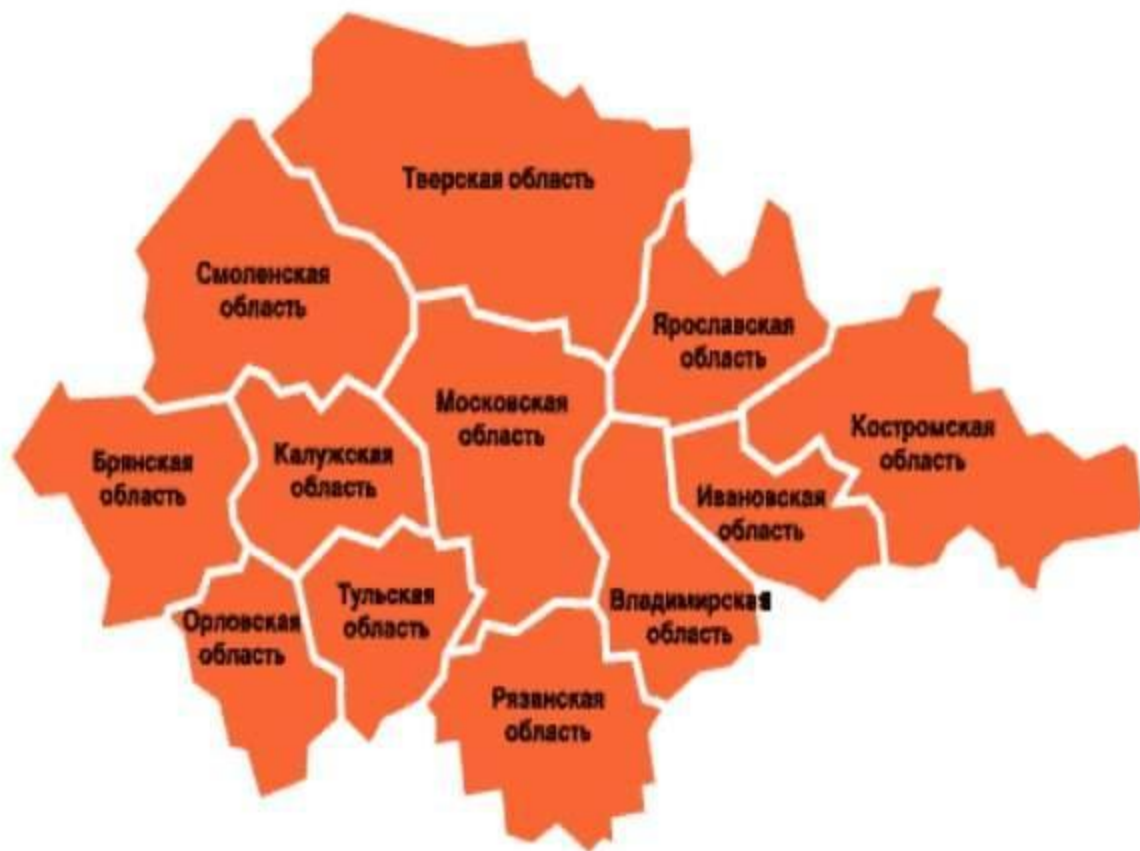 Тверская область
Смоленская
область
Ярославская
область
Московская
область
Костромская
область
Брянская
область
Калужская
область
Ивановская
область
Тульская
область
Владимирская
область
Орловская
область
Рязанская
область